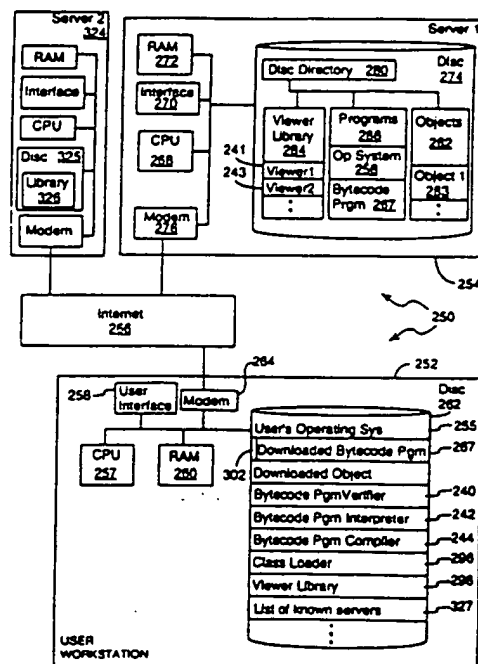 Server 2
324
RAM
Interface
CPU
Disc 325
Library
326
Modem
Server 1
RAM
272
Interface
270
CPU
268
Modem
276
Disc
274
Disc Directory 280
Viewer
Library
284
241
Viewer1
243
Viewer2
Programs
286
Op System
256
Bytecode
Prgm 267
Objects
282
Object 1
283
254
Internet
256
250
252
264
258
User
Interface
Modem
Disc
262
CPU
257
RAM
260
User's Operating Sys
255
302
Downloaded Bytecode Pgm
267
Downloaded Object
Bytecode PgmVerifier
240
Bytecode Pgm Interpreter
242
Bytecode Pgm Compiler
244
Class Loader
296
Viewer Library
298
List of known servers
327
USER
WORKSTATION